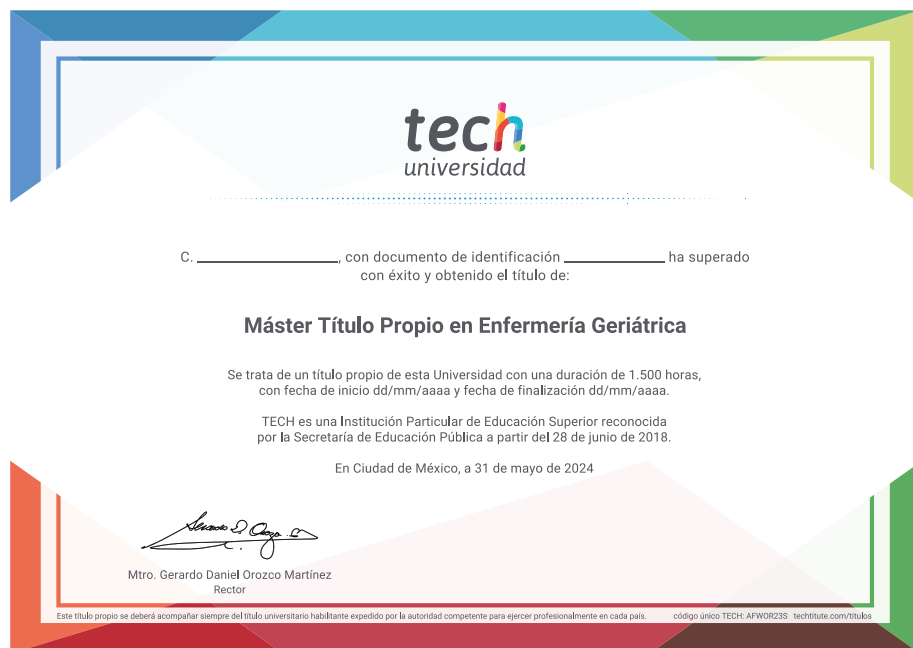 tech
universidad
C. ____________________, con documento de identificación ______________ ha superado
con éxito y obtenido el título de:
Máster Título Propio en Enfermería Geriátrica
Se trata de un título propio de esta Universidad con una duración de 1.500 horas,
con fecha de inicio dd/mm/aaaa y fecha de finalización dd/mm/aaaa.
TECH es una Institución Particular de Educación Superior reconocida
por la Secretaría de Educación Pública a partir del 28 de junio de 2018.
En Ciudad de México, a 31 de mayo de 2024
Mtro. Gerardo Daniel Orozco Martínez
Rector
Este título propio se deberá acompañar siempre del título universitario habilitante expedido por la autoridad competente para ejercer profesionalmente en cada país. código único TECH: AFWOR23S techtitute.com/titulos